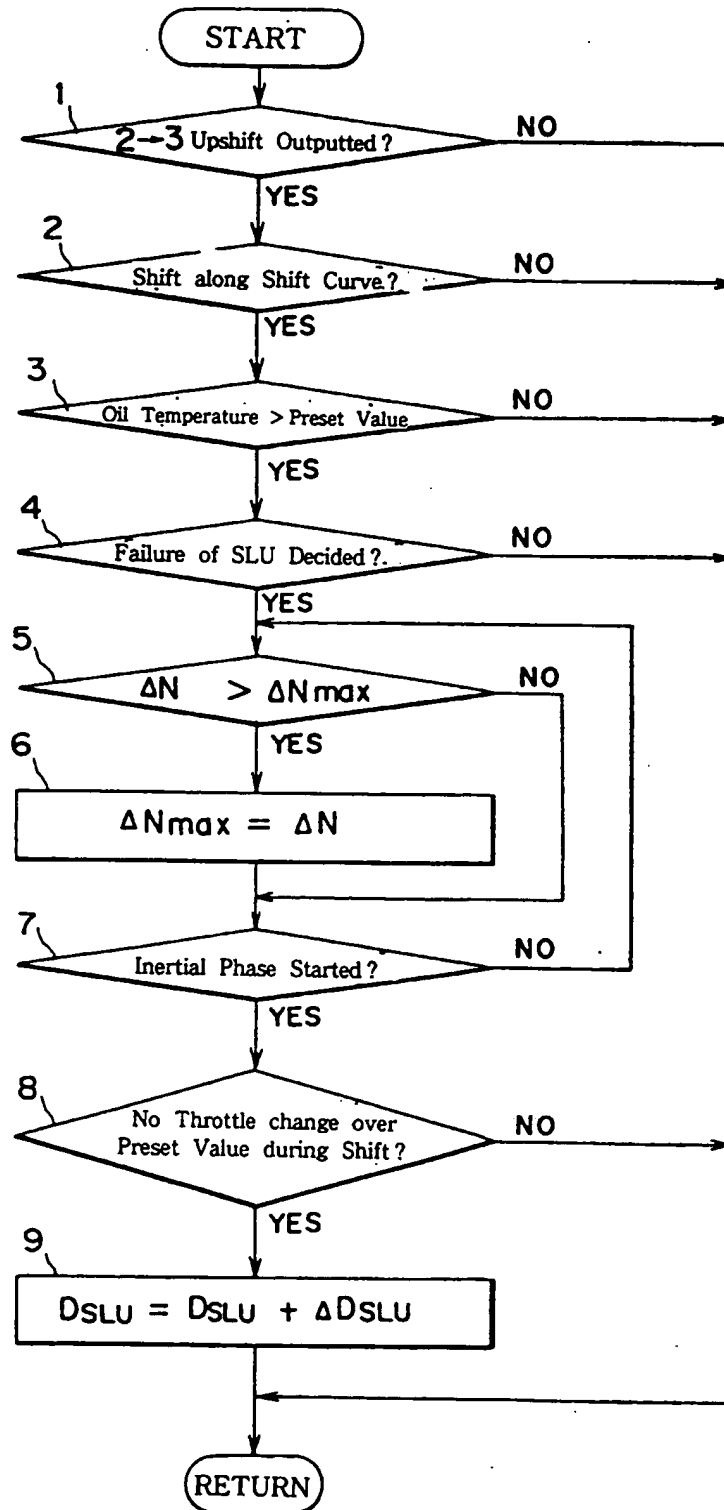 START
1
2→3 Upshift Outputted?
NO
YES
2
Shift along Shift Curve?
NO
YES
3
Oil Temperature > Preset Value
NO
YES
4
Failure of SLU Decided?
NO
YES
5
ΔN > ΔNmax
NO
YES
6
ΔNmax = ΔN
7
Inertial Phase Started?
NO
YES
8
No Throttle change over
Preset Value during Shift?
NO
YES
9
DSLU = DSLU + ΔDSLU
RETURN